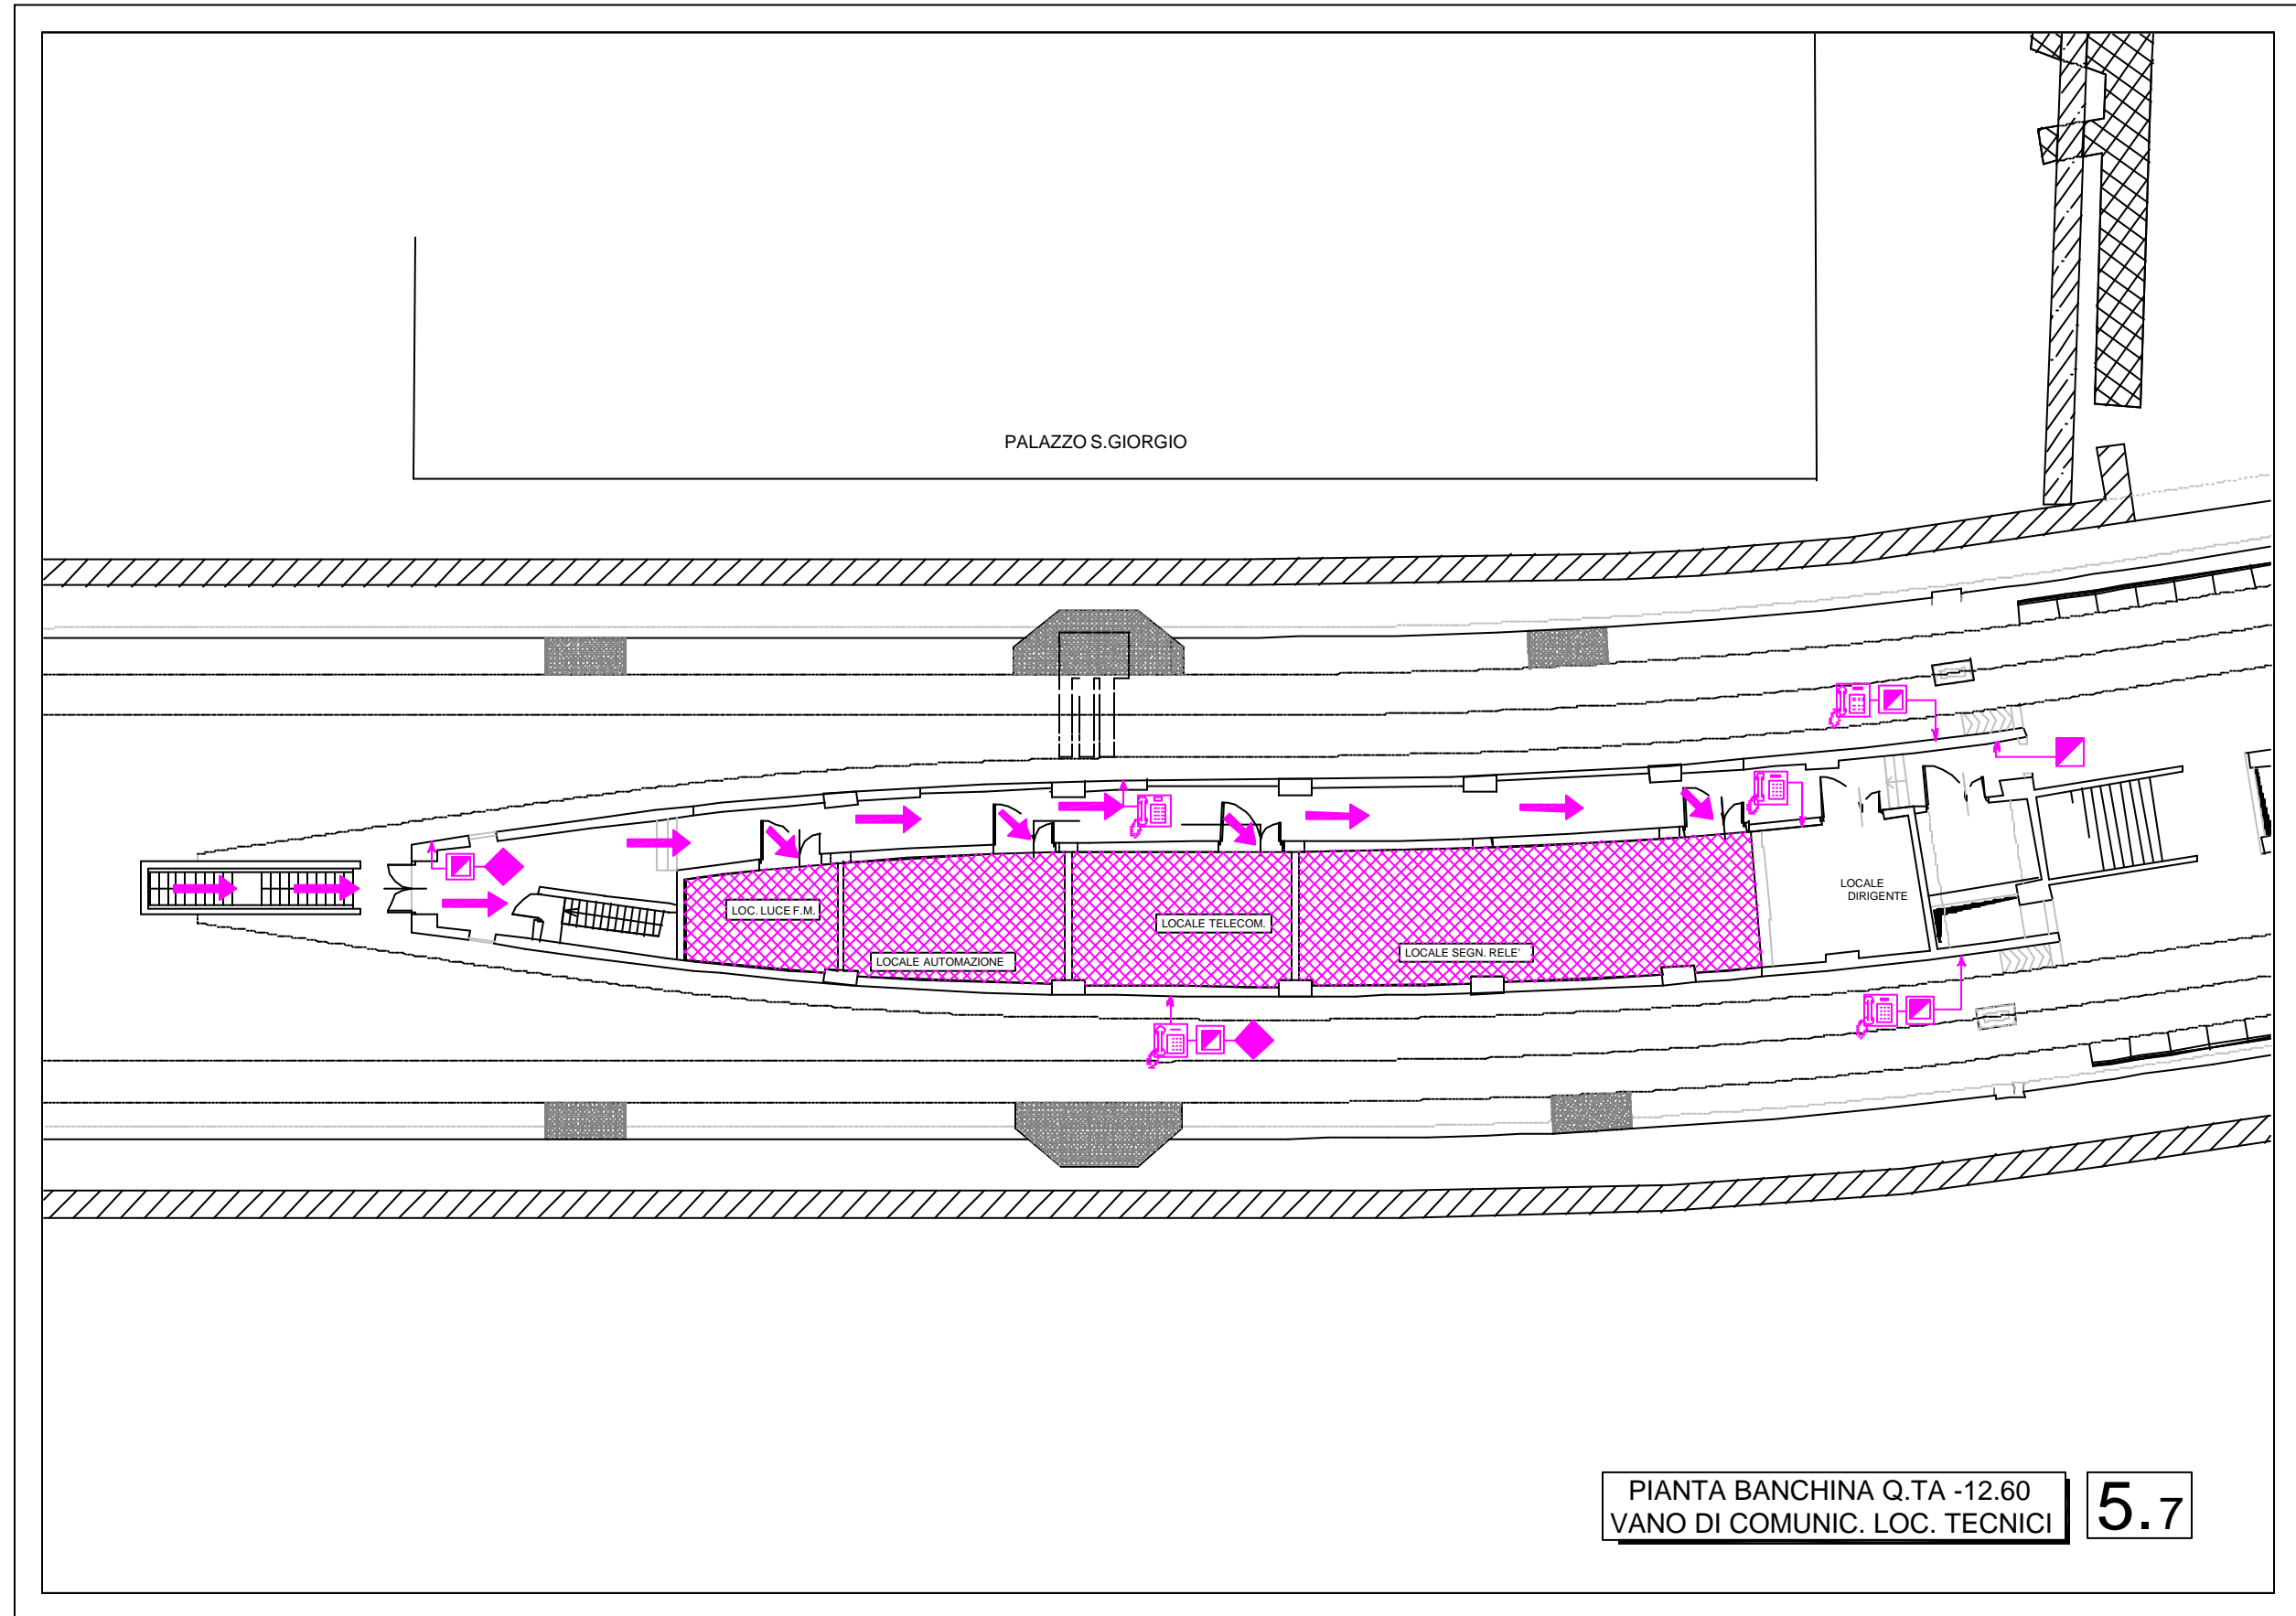 PALAZZO S.GIORGIO
LOCALE
DIRIGENTE
LOC. LUCE F.M.
LOCALE TELECOM.
LOCALE SEGN. RELE'
LOCALE AUTOMAZIONE
PIANTA BANCHINA Q.TA -12.60
VANO DI COMUNIC. LOC. TECNICI
5.7